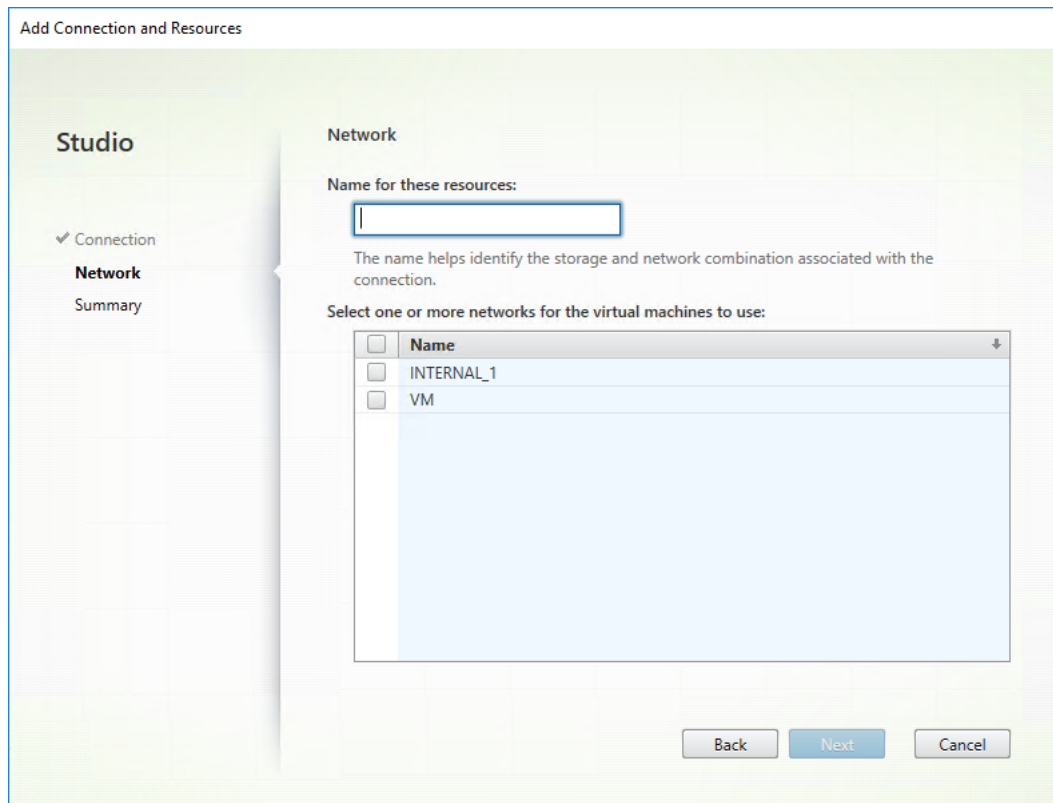 Add Connection and Resources
Studio
✔ Connection
Network
Summary
Network
Name for these resources:
The name helps identify the storage and network combination associated with the
connection.
Select one or more networks for the virtual machines to use:
Name
INTERNAL_1
VM
Back Next Cancel